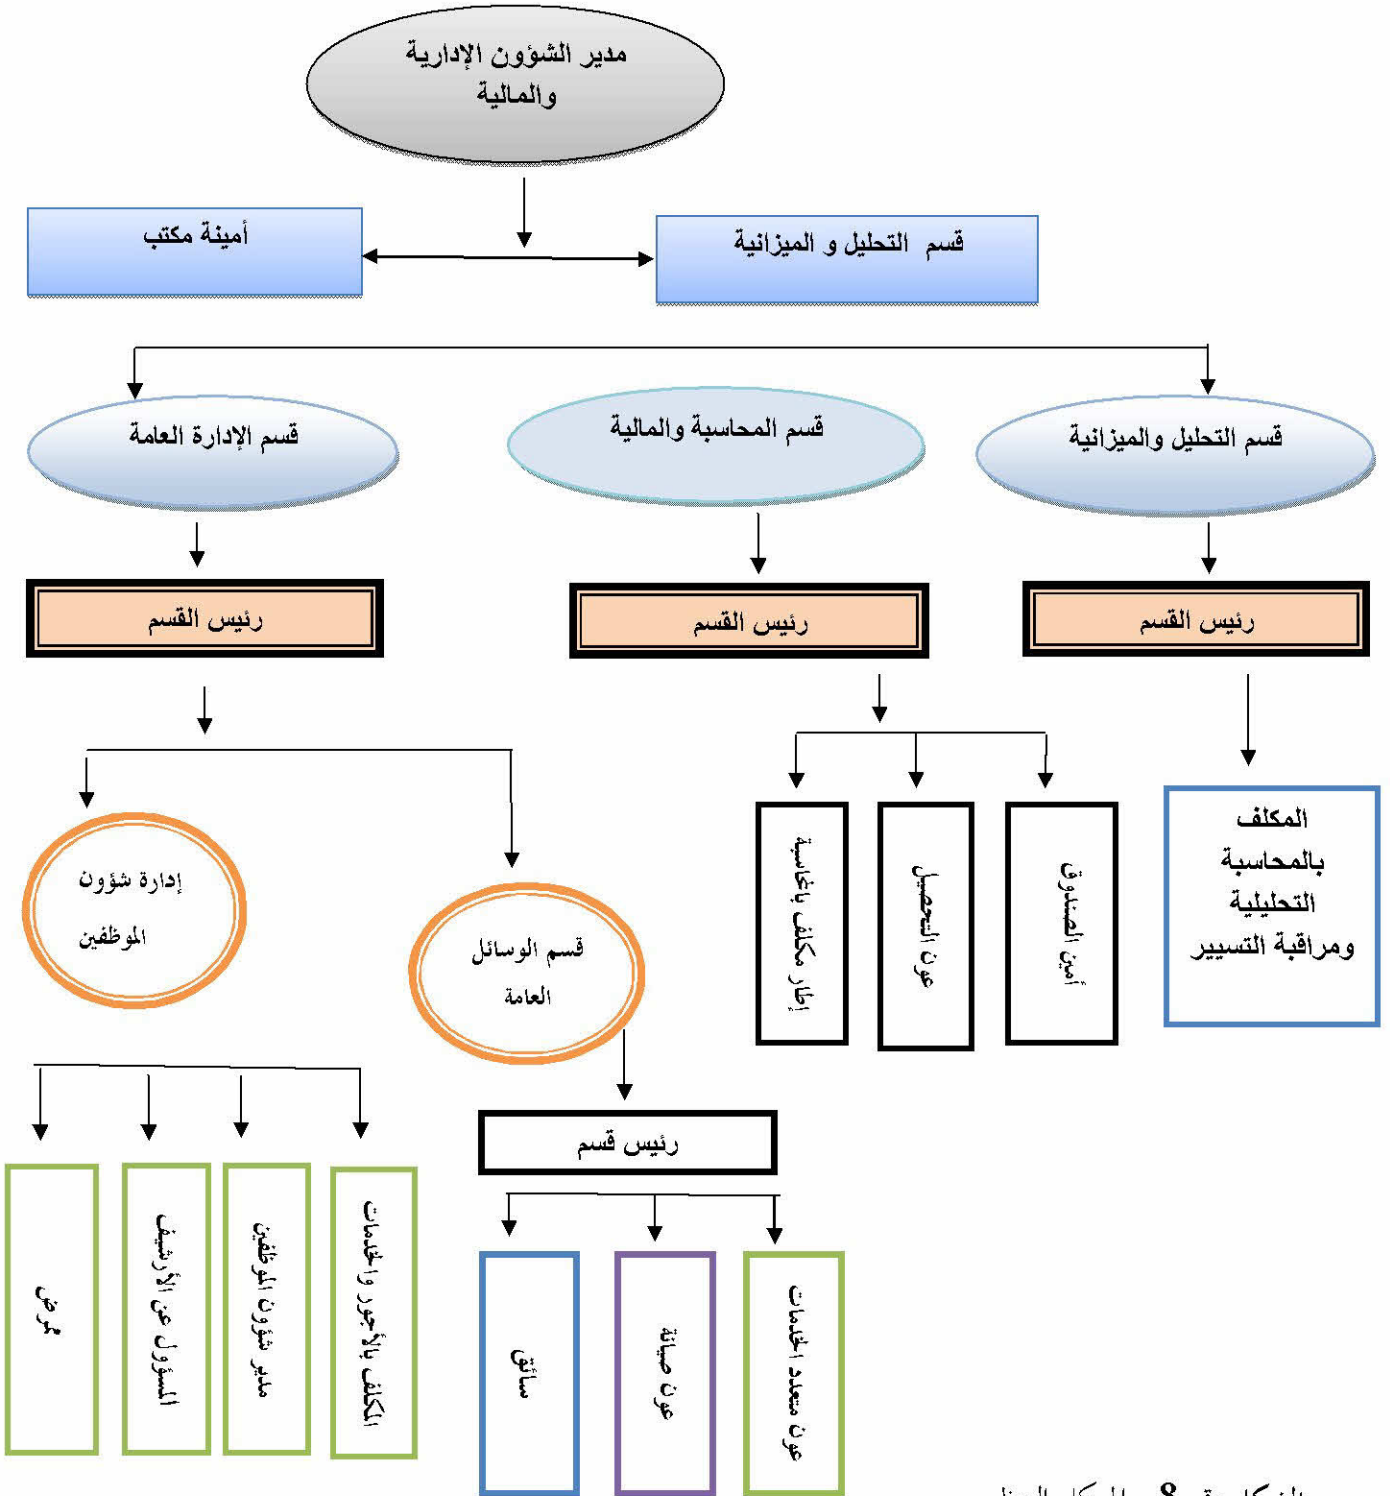 مدير الشؤون الإدارية
والمالية
قسم التحليل و الميزانية
أمينة مكتب
قسم التحليل والميزانية
قسم المحاسبة والمالية
قسم الإدارة العامة
رئيس القسم
رئيس القسم
رئيس القسم
المكلف
بالمحاسبة
التحليلية
ومراقبة التسيير
أمين الصندوق
عون التحصيل
إطار مكلف بالمحاسبة
قسم الوسائل
العامة
إدارة شؤون
الموظفين
رئيس قسم
عون متعدد الخدمات
عون صيانة
سائق
المكلف بالأجور والخدمات
مدير شؤون الموظفين
المسؤول عن الأرشيف
ممرض
8